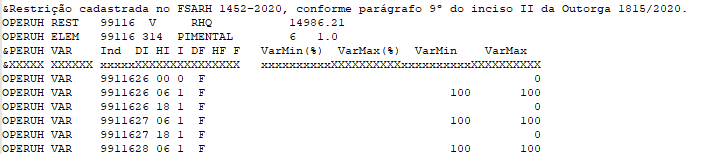 &Restrição cadastrada no FSARH 1452-2020, conforme parágrafo 9º do inciso II da Outorga 1815/2020.
OPERUH REST   99116  V     RHQ           14986.21
OPERUH ELEM   99116 314  PIMENTAL        6   1.0
&PERUH VAR    Ind  DI HI I DF HF F   VarMin(%)  VarMax(%)  VarMin    VarMax
&XXXXX XXXXXX xxxxxXXXXXXXXXXXXXXX   xxxxxxxxxxXXXXXXXXXXxxxxxxxxxxXXXXXXXXXX
OPERUH VAR    9911626 00 0  F                                               0
OPERUH VAR    9911626 06 1  F                                   100       100
OPERUH VAR    9911626 18 1  F                                               0
OPERUH VAR    9911627 06 1  F                                   100       100
OPERUH VAR    9911627 18 1  F                                               0
OPERUH VAR    9911628 06 1  F                                   100       100